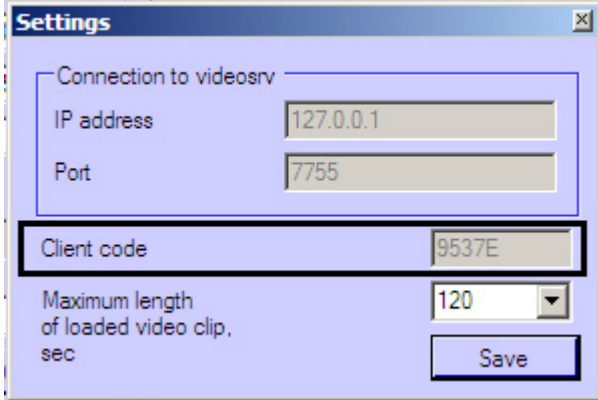 Settings
Connection to videosrv
IP address 127.0.0.1
Port 7755
Client code 9537E
Maximum length 120
of loaded video clip,
sec
Save